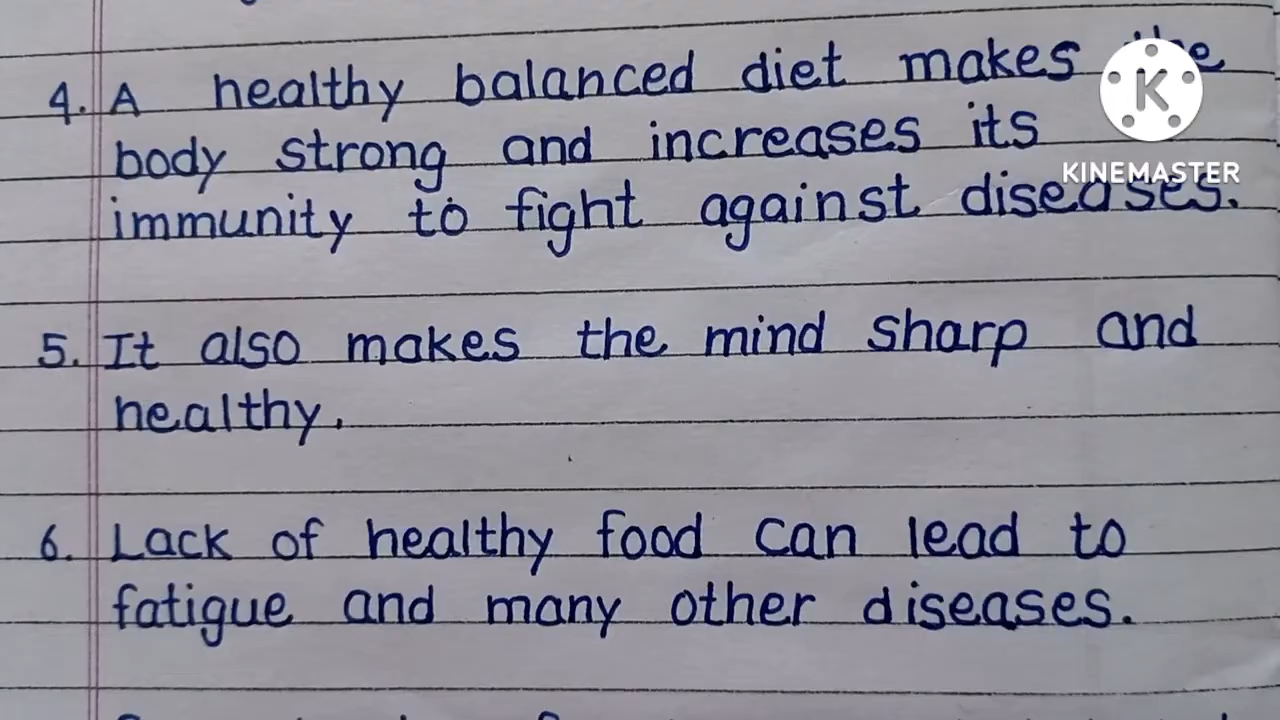 4. A healthy balanced diet makes the
body strong and increases its
immunity to fight against diseases.
5. It also makes the mind sharp and
healthy.
6. Lack of healthy food can lead to
fatigue and many other diseases.
K
KINEMASTER